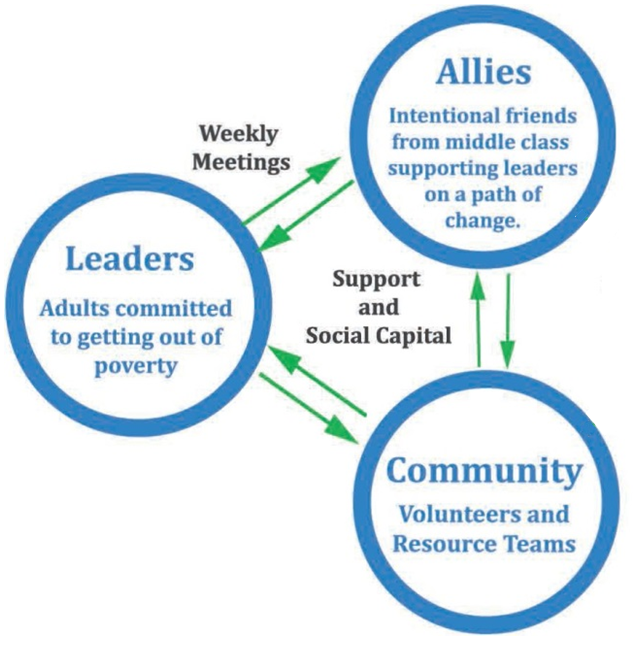 Allies
Intentional friends
from middle class
supporting leaders
on a path of
change.
Weekly
Meetings
Leaders
Adults committed
to getting out of
poverty
Support
and
Social Capital
Community
Volunteers and
Resource Teams